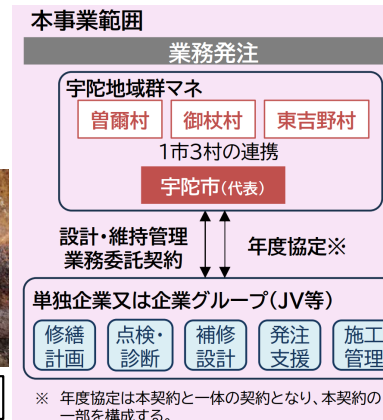 本事業範囲
業務発注
宇陀地域群マネ
曽爾村 御杖村 東吉野村
1市3村の連携
宇陀市(代表)
設計・維持管理
業務委託契約
年度協定※
単独企業又は企業グループ(JV等)
修繕計画 点検・診断 補修設計 発注支援 施工管理
※ 年度協定は本契約と一体の契約となり、本契約の
一部を構成する。